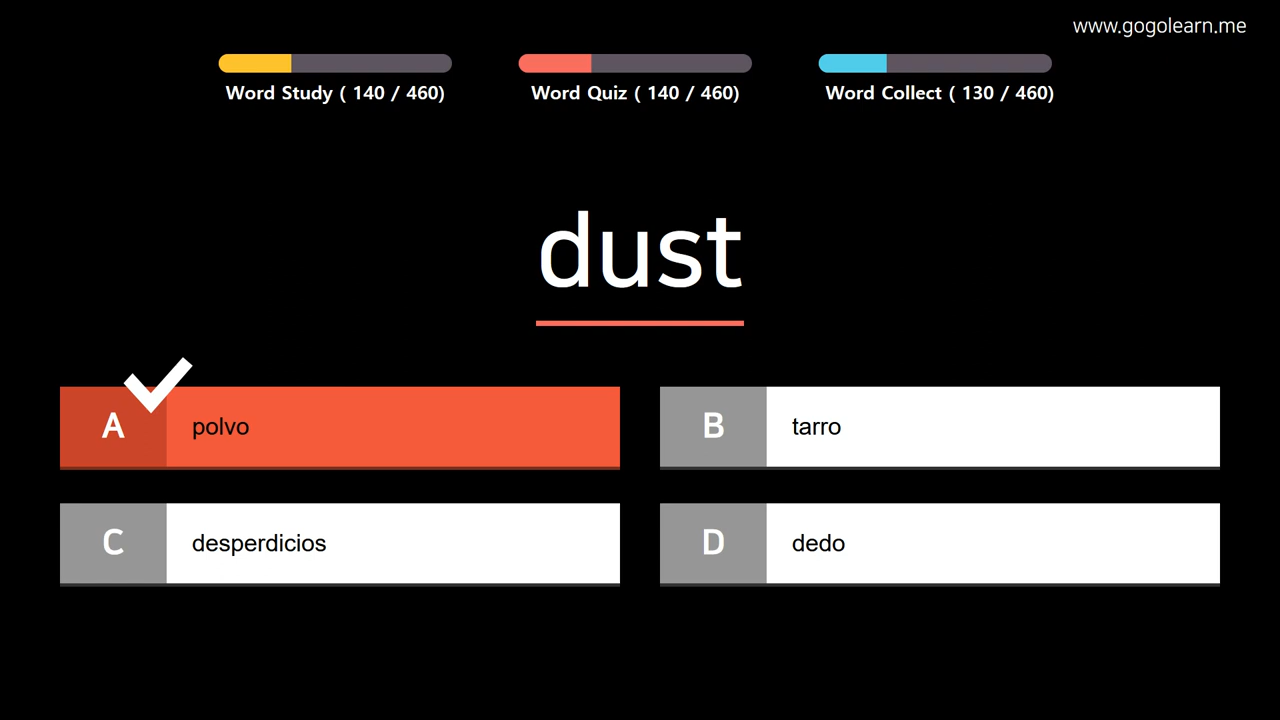 www.gogolearn.me
Word Study ( 140 / 460)
Word Quiz ( 140 / 460)
Word Collect ( 130 / 460)
dust
A polvo
B tarro
C desperdicios
D dedo